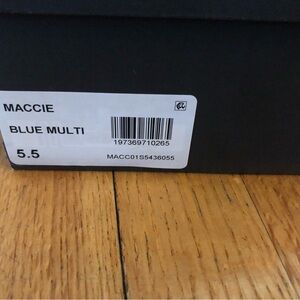 MACCIE
BLUE MULTI
197369710265
5.5
MACC01S5436055